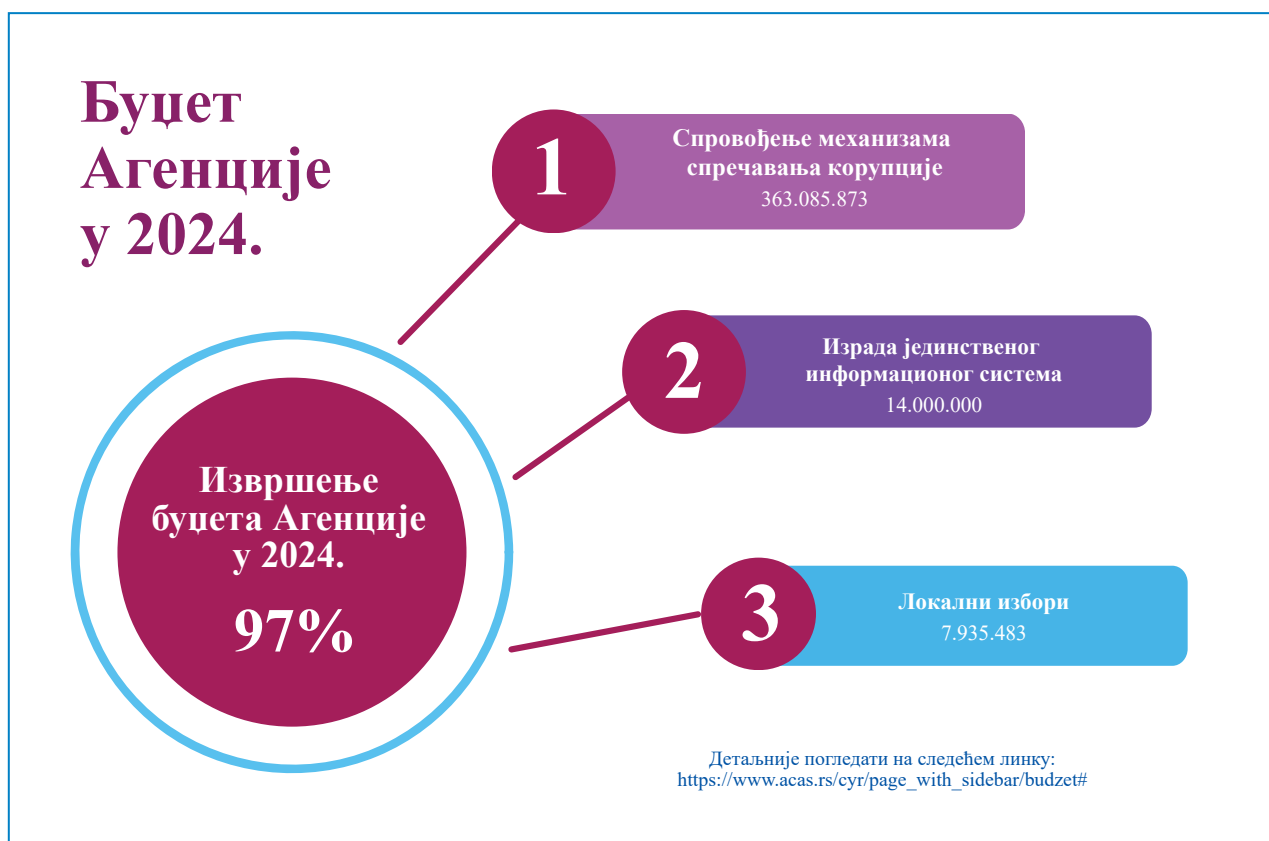 Буџет
Агенције
у 2024.
1
Спровођење механизама
спречавања корупције
363.085.873
2
Израда јединственог
информационог система
14.000.000
Извршење
буџета Агенције
у 2024.
97%
3
Локални избори
7.935.483
Детаљније погледати на следећем линку:
https://www.acas.rs/cyr/page_with_sidebar/budzet#